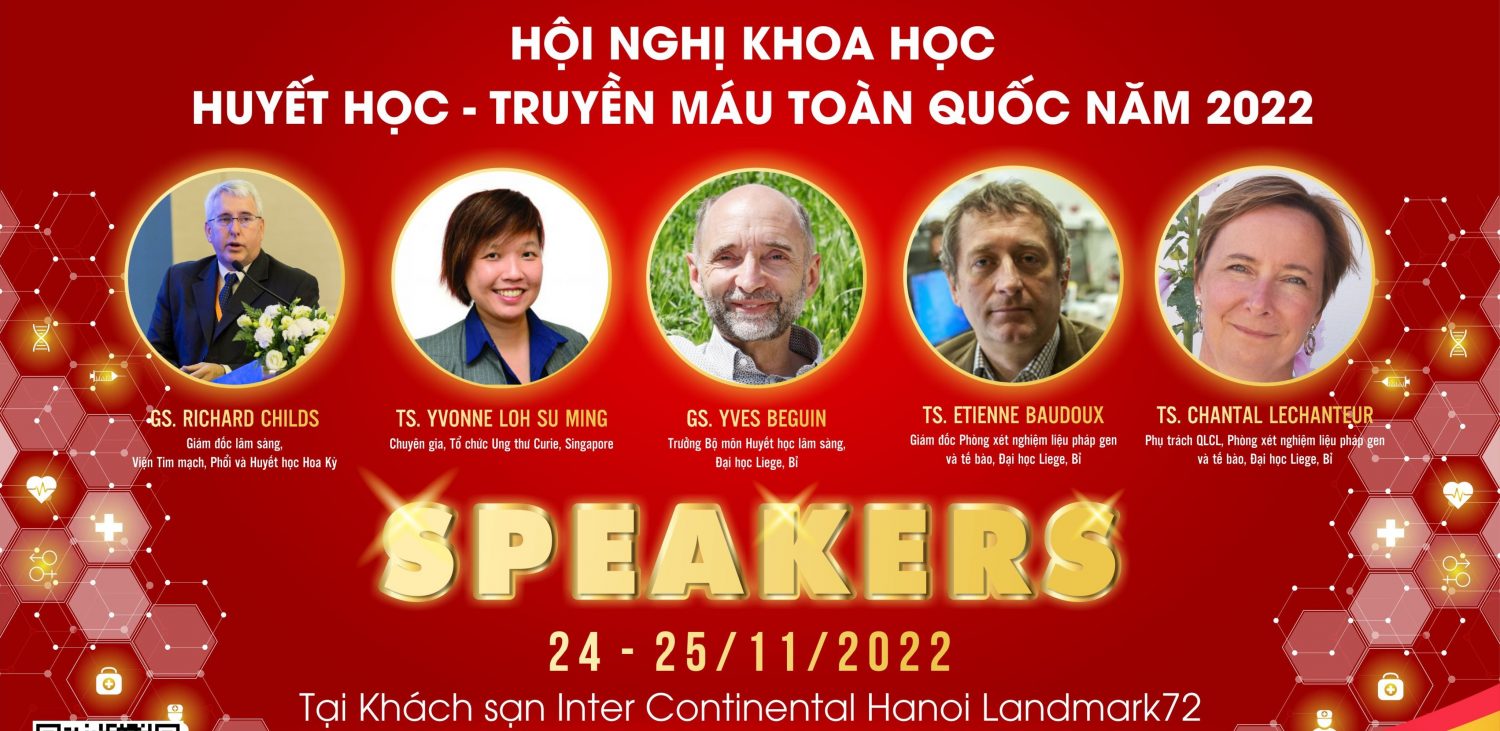 HỘI NGHỊ KHOA HỌC
HUYẾT HỌC - TRUYỀN MÁU TOÀN QUỐC NĂM 2022
GS. RICHARD CHILDS
Giám đốc lâm sàng,
Viện Tim mạch, Phổi và Huyết học Hoa Kỳ
TS. YVONNE LOH SU MING
Chuyên gia, Tổ chức Ung thư Curie, Singapore
GS. YVES BEGUIN
Trưởng Bộ môn Huyết học lâm sàng,
Đại học Liege, Bỉ
TS. ETIENNE BAUDOUX
Giám đốc Phòng xét nghiệm liệu pháp gen
và tế bào, Đại học Liege, Bỉ
TS. CHANTAL LECHANTEUR
Phụ trách QLCL, Phòng xét nghiệm liệu pháp gen
và tế bào, Đại học Liege, Bỉ
SPEAKERS
24 - 25/11/2022
Tại Khách sạn Inter Continental Hanoi Landmark72